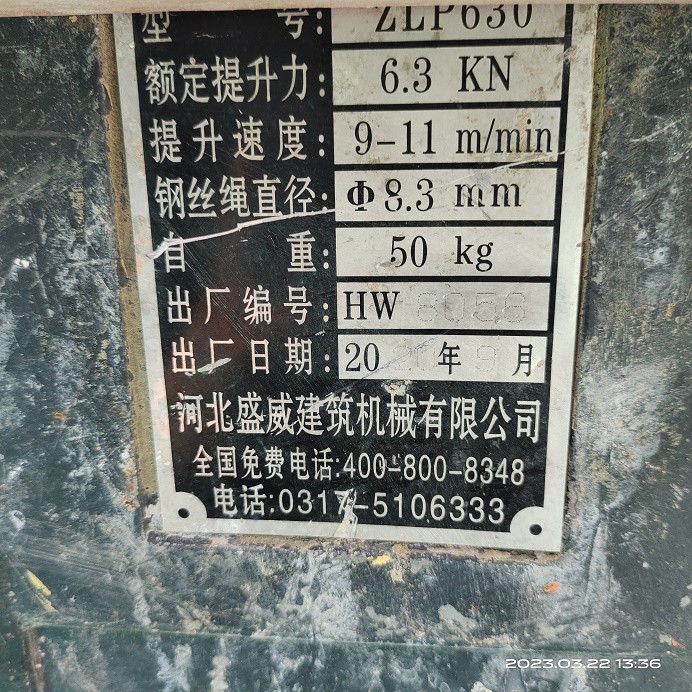 型 号: ZLP630
额定提升力: 6.3 KN
提升速度: 9-11 m/min
钢丝绳直径: Φ8.3 mm
自 重: 50 kg
出厂编号: HW 8056
出厂日期: 20 年 9 月
河北盛威建筑机械有限公司
全国免费电话:400-800-8348
电话:0317-5106333
2023.03.22 13:36